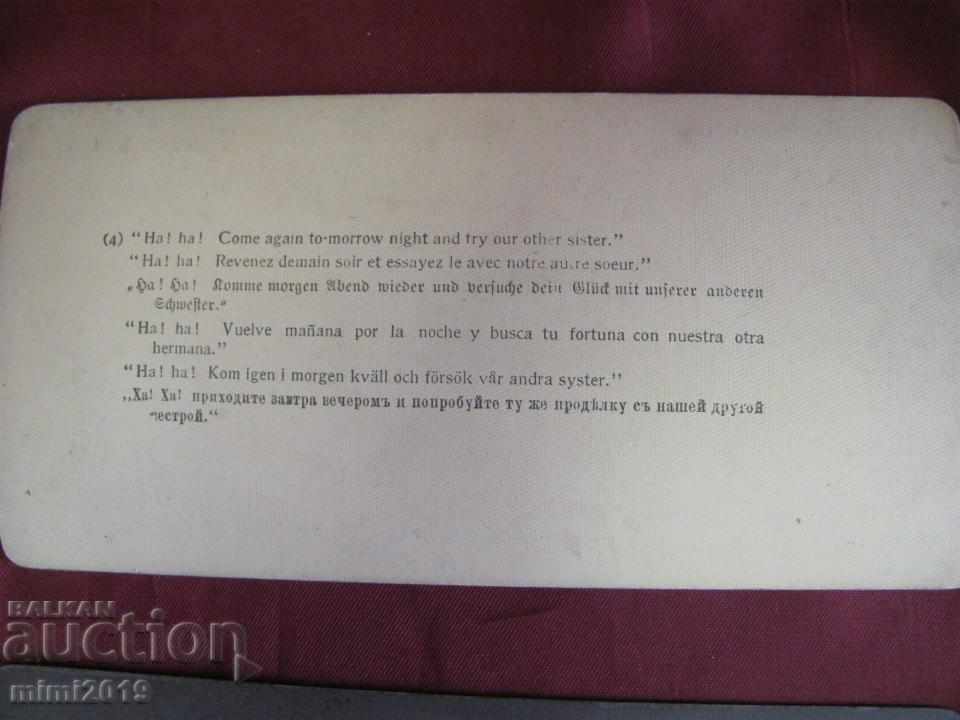 (4) "Ha! ha! Come again to-morrow night and try our other sister."
"Ha! ha! Revenez demain soir et essayez le avec notre autre soeur."
„Ha! Ha! Komme morgen Abend wieder und versuche dein Glück mit unserer anderen
Schwester."
"Ha! ha! Vuelve mañana por la noche y busca tu fortuna con nuestra otra
hermana."
"Ha! ha! Kom igen i morgen kväll och försök vår andra syster."
„Ха! Ха! приходите завтра вечеромъ и попробуйте ту же продѣлку съ нашей другой
сестрой."
BALKAN
auction
mimi2019